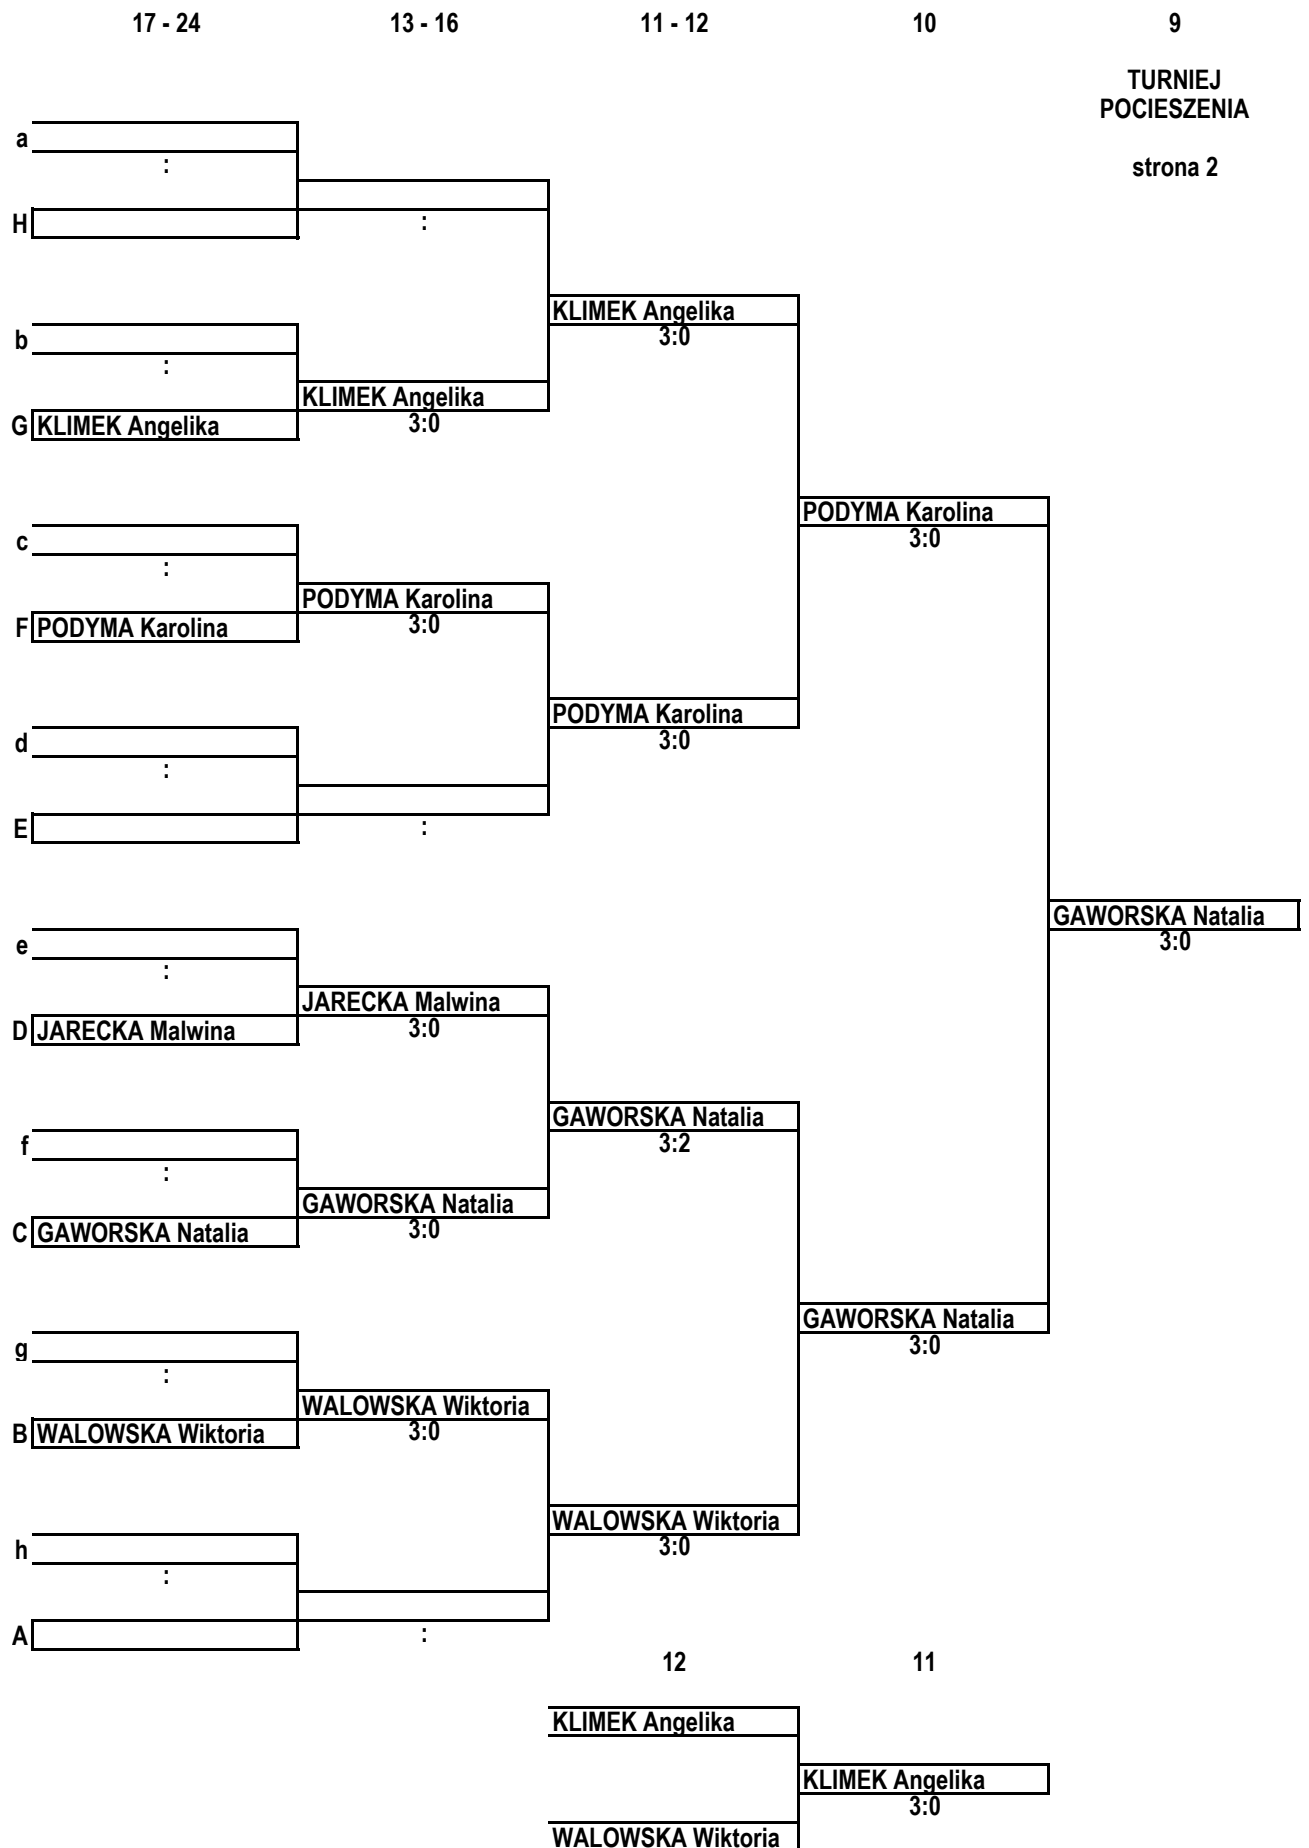 17 - 24 13 - 16 11 - 12 10 9
TURNIEJ
POCIESZENIA
strona 2
a
:
H
:
KLIMEK Angelika
3:0
b
:
KLIMEK Angelika
3:0
G KLIMEK Angelika
PODYMA Karolina
3:0
c
:
PODYMA Karolina
3:0
F PODYMA Karolina
PODYMA Karolina
3:0
d
:
E
:
GAWORSKA Natalia
3:0
e
:
JARECKA Malwina
3:0
D JARECKA Malwina
GAWORSKA Natalia
3:2
f
:
GAWORSKA Natalia
3:0
C GAWORSKA Natalia
GAWORSKA Natalia
3:0
g
:
WALOWSKA Wiktoria
3:0
B WALOWSKA Wiktoria
WALOWSKA Wiktoria
3:0
h
:
A
:
12 11
KLIMEK Angelika
KLIMEK Angelika
3:0
WALOWSKA Wiktoria